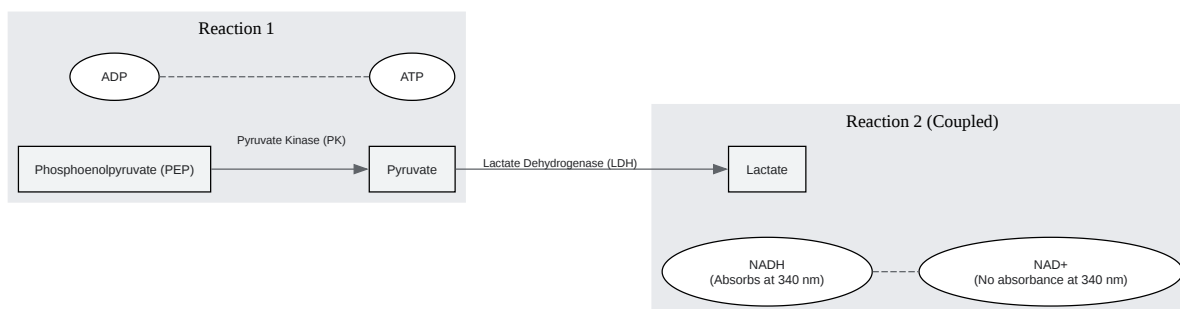 Reaction 1
ADP
ATP
Pyruvate Kinase (PK)
Phosphoenolpyruvate (PEP)
Pyruvate
Lactate Dehydrogenase (LDH)
Reaction 2 (Coupled)
Lactate
NADH
(Absorbs at 340 nm)
NAD+
(No absorbance at 340 nm)